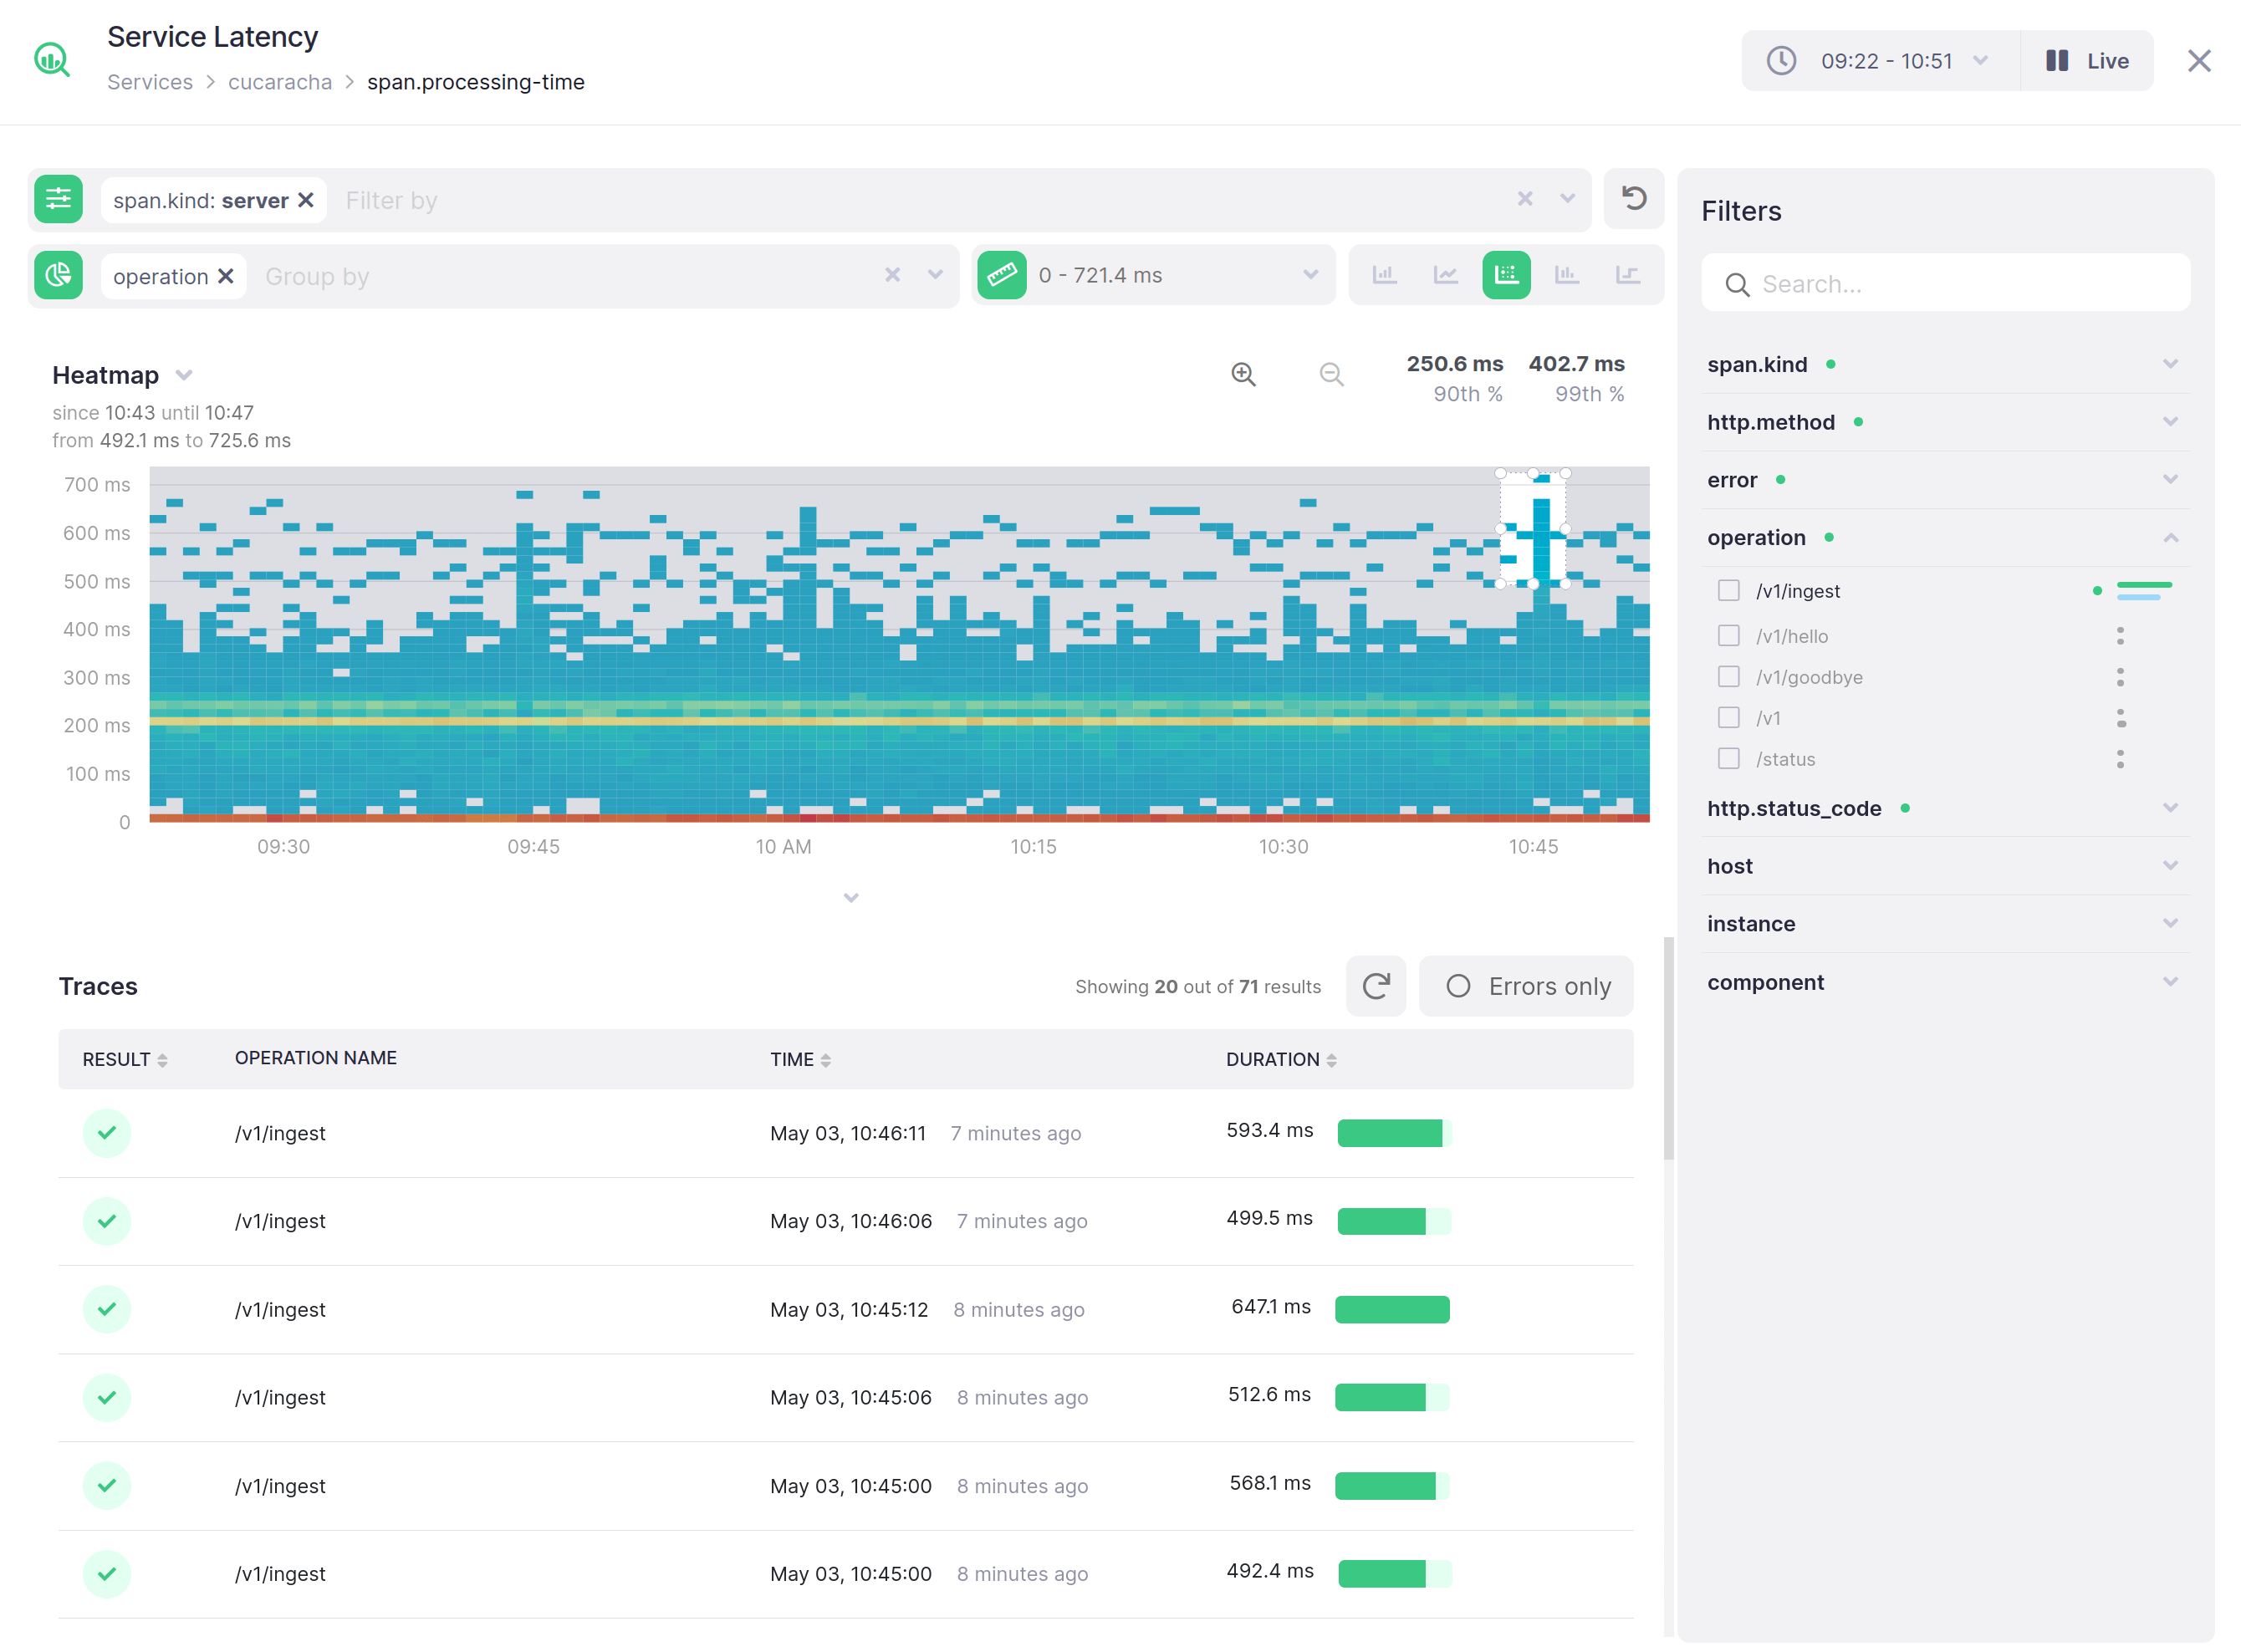 Service Latency
Services > cucaracha > span.processing-time
09:22 - 10:51
Live
span.kind: server
Filter by
operation
Group by
0 - 721.4 ms
Heatmap
since 10:43 until 10:47
from 492.1 ms to 725.6 ms
250.6 ms 402.7 ms
90th % 99th %
700 ms
600 ms
500 ms
400 ms
300 ms
200 ms
100 ms
0
09:30 09:45 10 AM 10:15 10:30 10:45
Traces
Showing 20 out of 71 results
Errors only
RESULT OPERATION NAME TIME DURATION
/v1/ingest May 03, 10:46:11 7 minutes ago 593.4 ms
/v1/ingest May 03, 10:46:06 7 minutes ago 499.5 ms
/v1/ingest May 03, 10:45:12 8 minutes ago 647.1 ms
/v1/ingest May 03, 10:45:06 8 minutes ago 512.6 ms
/v1/ingest May 03, 10:45:00 8 minutes ago 568.1 ms
/v1/ingest May 03, 10:45:00 8 minutes ago 492.4 ms
Filters
Search...
span.kind
http.method
error
operation
/v1/ingest
/v1/hello
/v1/goodbye
/v1
/status
http.status_code
host
instance
component